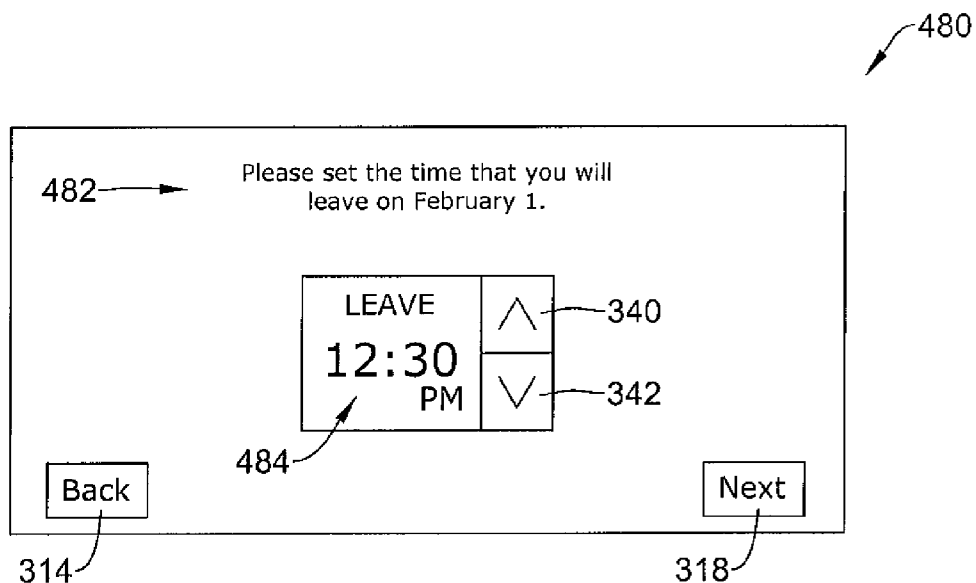 480
482
Please set the time that you will
leave on February 1.
LEAVE
12:30
PM
340
342
484
Back
Next
314
318